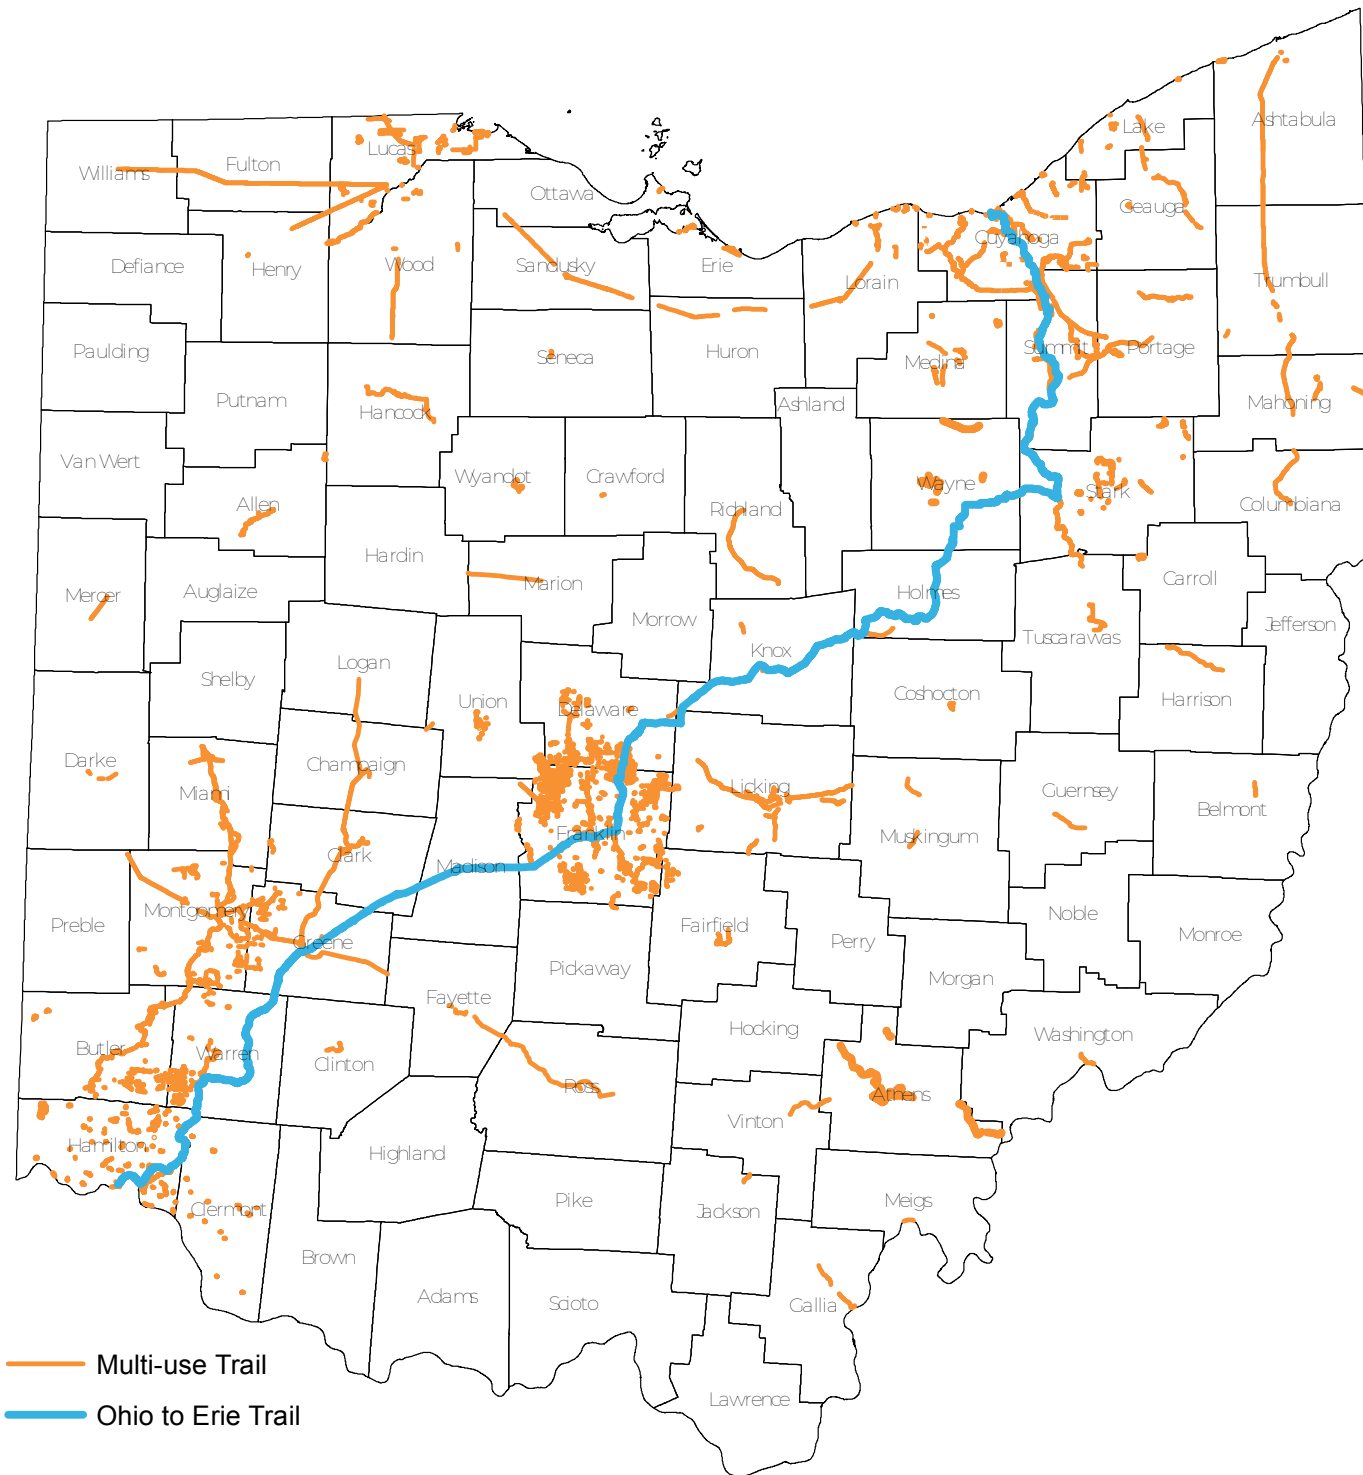 Ashtabula
Lake
Lucas
Fulton
Williams
Ottawa
Geauga
Cuyahoga
Defiance
Henry
Wood
Sandusky
Erie
Lorain
Trumbull
Paulding
Seneca
Huron
Medina
Summit
Portage
Putnam
Hancock
Ashland
Mahoning
Van Wert
Wyandot
Crawford
Wayne
Stark
Allen
Richland
Columbiana
Hardin
Marion
Mercer
Auglaize
Holmes
Carroll
Morrow
Tuscarawas
Jefferson
Logan
Knox
Shelby
Union
Delaware
Coshocton
Harrison
Darke
Champaign
Miami
Licking
Guernsey
Belmont
Franklin
Muskingum
Clark
Madison
Montgomery
Preble
Fairfield
Noble
Greene
Perry
Monroe
Pickaway
Morgan
Fayette
Hocking
Washington
Butler
Warren
Clinton
Ross
Athens
Vinton
Hamilton
Highland
Clermont
Pike
Jackson
Meigs
Brown
Adams
Scioto
Gallia
Lawrence
Multi-use Trail
Ohio to Erie Trail